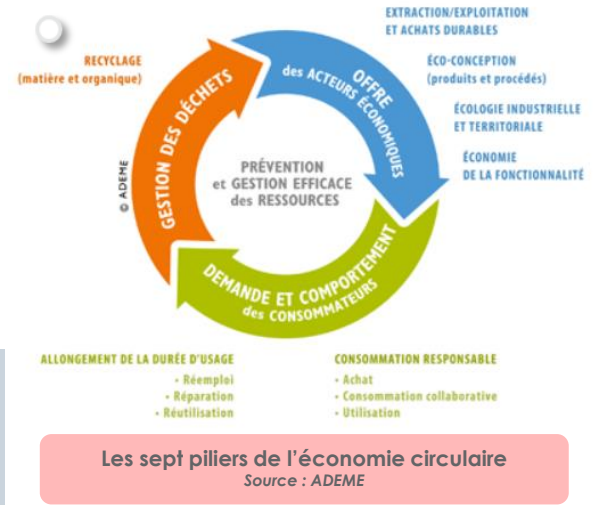 EXTRACTION/EXPLOITATION
ET ACHATS DURABLES
RECYCLAGE
(matière et organique)
ÉCO-CONCEPTION
(produits et procédés)
ÉCOLOGIE INDUSTRIELLE
ET TERRITORIALE
ÉCONOMIE
DE LA FONCTIONNALITÉ
OFFRE
des ACTEURS ÉCONOMIQUES
GESTION DES DÉCHETS
PRÉVENTION
et GESTION EFFICACE
des RESSOURCES
© ADEME
DEMANDE ET COMPORTEMENT
des CONSOMMATEURS
ALLONGEMENT DE LA DURÉE D'USAGE
- Réemploi
- Réparation
- Réutilisation
CONSOMMATION RESPONSABLE
- Achat
- Consommation collaborative
- Utilisation
Les sept piliers de l'économie circulaire
Source : ADEME